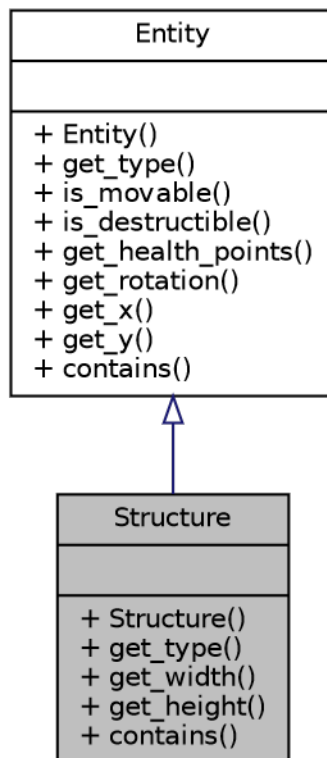 Entity
+ Entity()
+ get_type()
+ is_movable()
+ is_destructible()
+ get_health_points()
+ get_rotation()
+ get_x()
+ get_y()
+ contains()
Structure
+ Structure()
+ get_type()
+ get_width()
+ get_height()
+ contains()